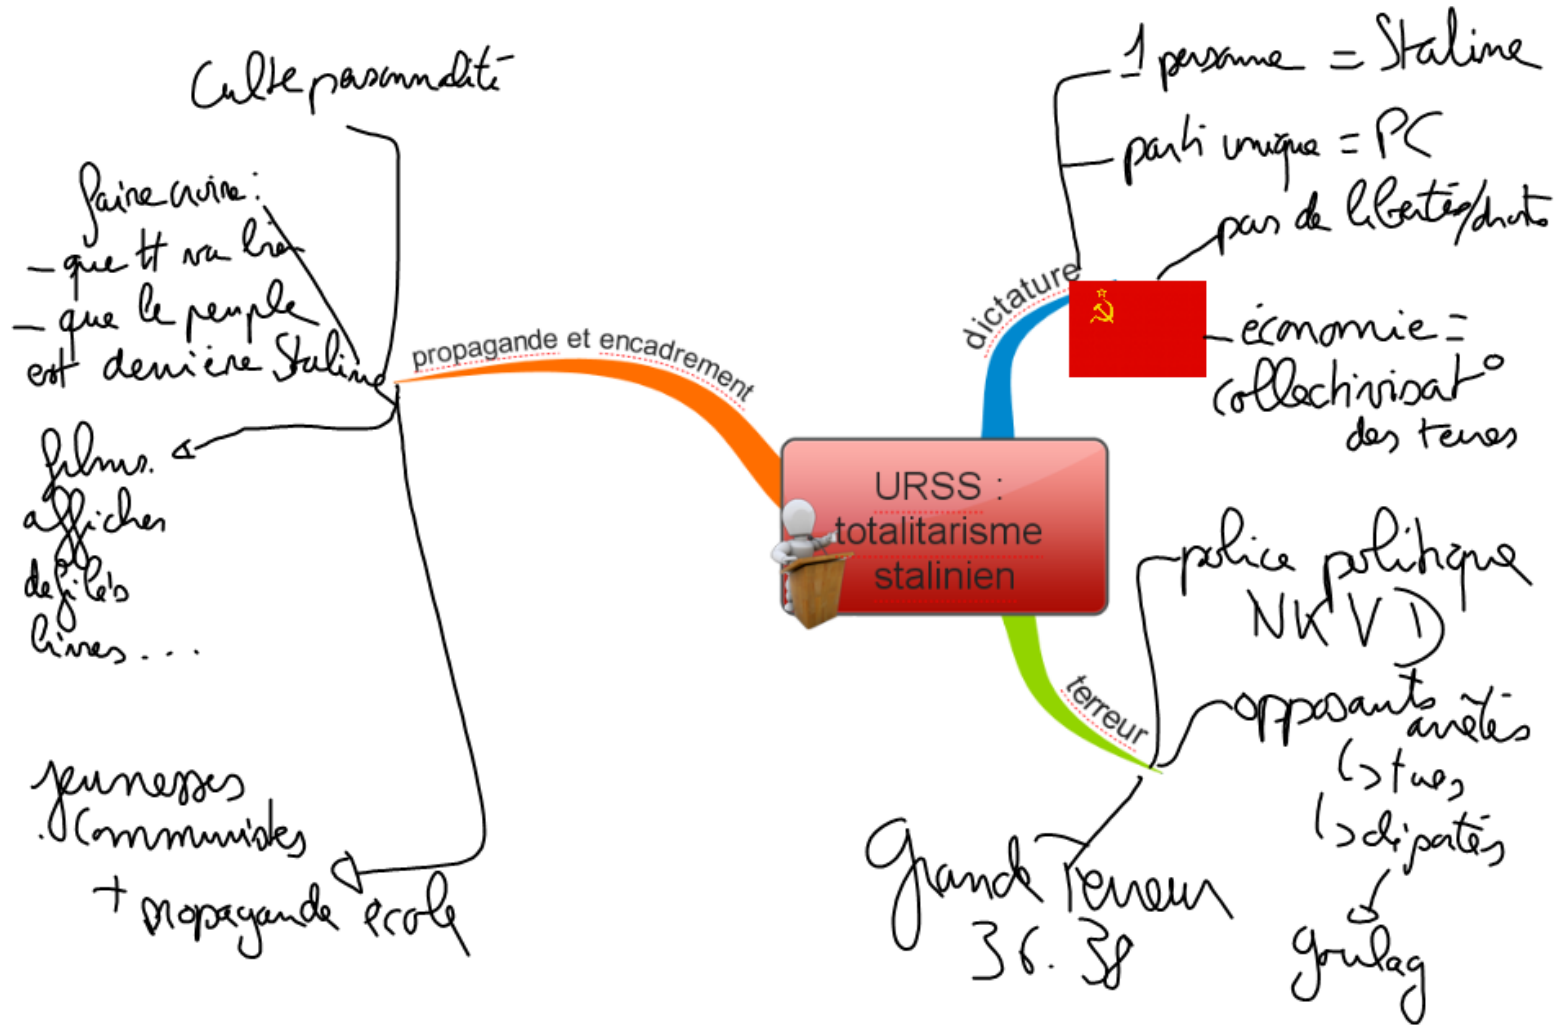 URSS :
totalitarisme
stalinien
dictature
1 personne = Staline
parti unique = PC
pas de libertés/droits
économie =
collectivisat°
des terres
terreur
police politique
NKVD
opposants
arrêtés
↳ tués
↳ déportés
goulag
Grande Terreur
36.38
propagande et encadrement
Culte personnalité
faire croire :
- que tt va bien
- que le peuple
est derrière Staline
films
affiches
défilés
livres...
jeunesses
communistes
+ propagande école